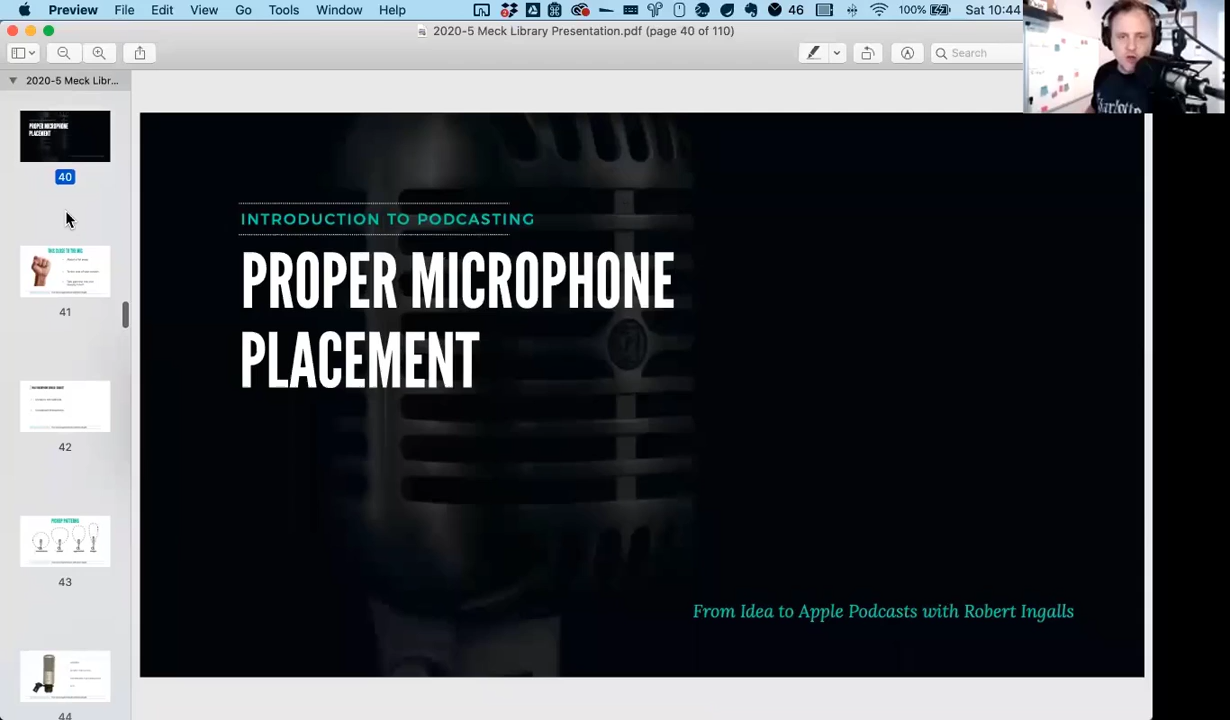 Preview File Edit View Go Tools Window Help 46 100% Sat 10:44
2020-5 Meck Library Presentation.pdf (page 40 of 110)
Search
2020-5 Meck Libr...
PROPER MICROPHONE
PLACEMENT
40
41
42
PICKUP PATTERNS
43
44
INTRODUCTION TO PODCASTING
PROPER MICROPHONE
PLACEMENT
From Idea to Apple Podcasts with Robert Ingalls